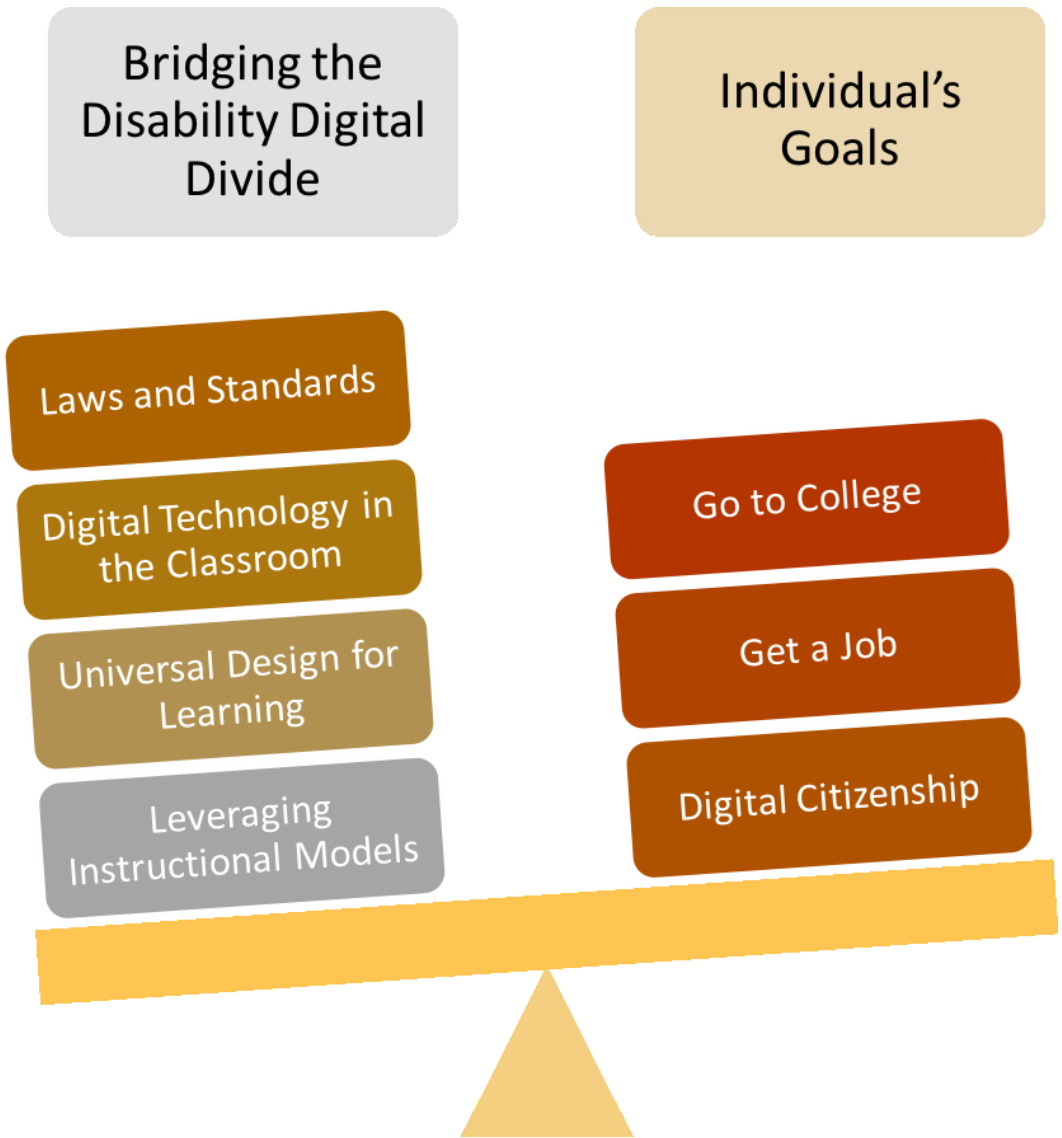 Bridging the
Disability Digital
Divide
Individual’s
Goals
Laws and Standards
Digital Technology in
the Classroom
Universal Design for
Learning
Leveraging
Instructional Models
Go to College
Get a Job
Digital Citizenship